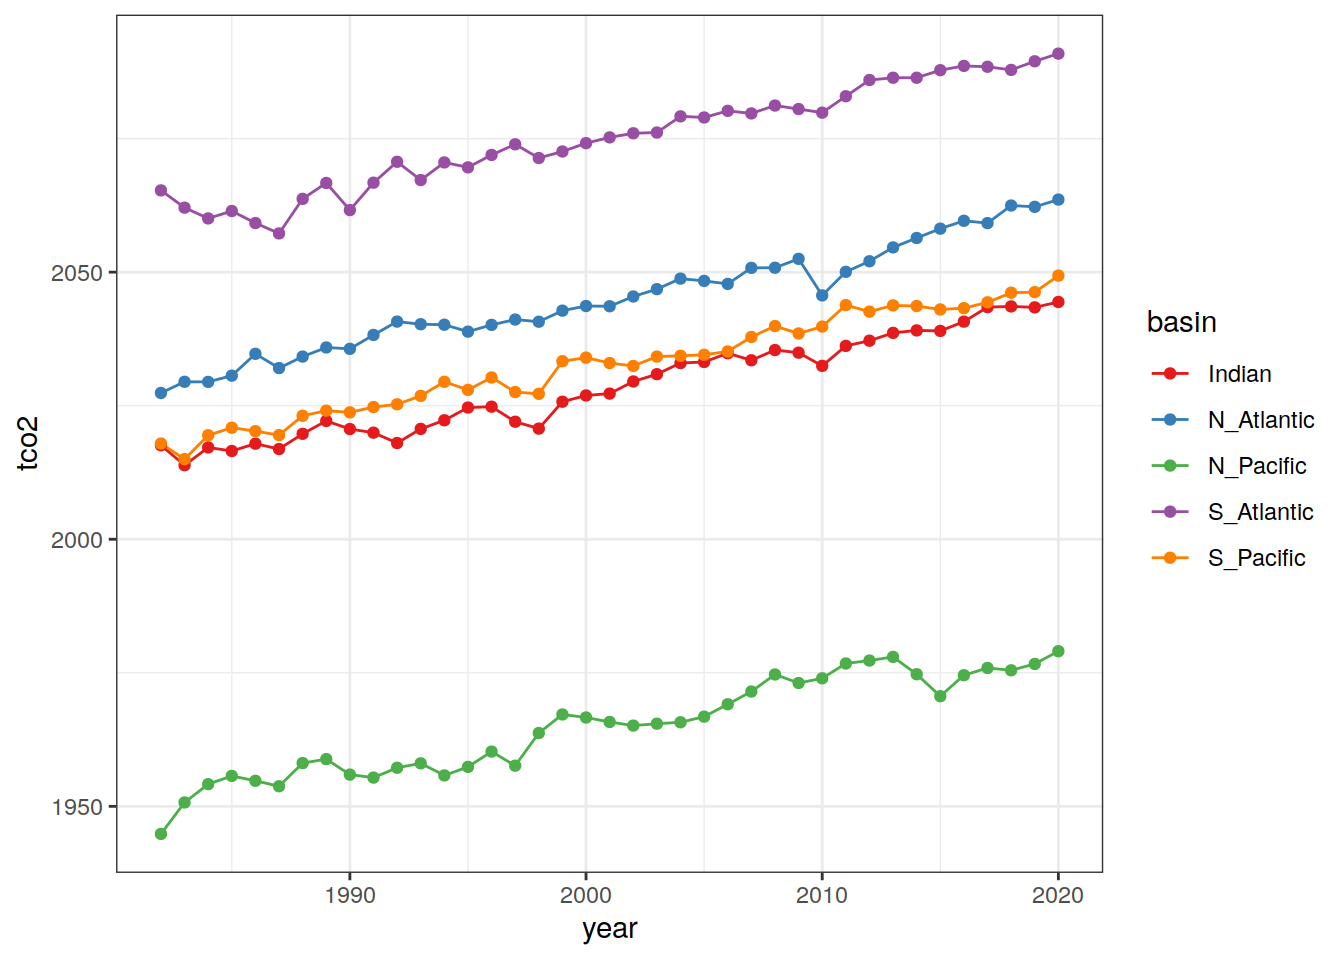 tco2
2050
2000
1950
1990
2000
2010
2020
year
basin
Indian
N_Atlantic
N_Pacific
S_Atlantic
S_Pacific